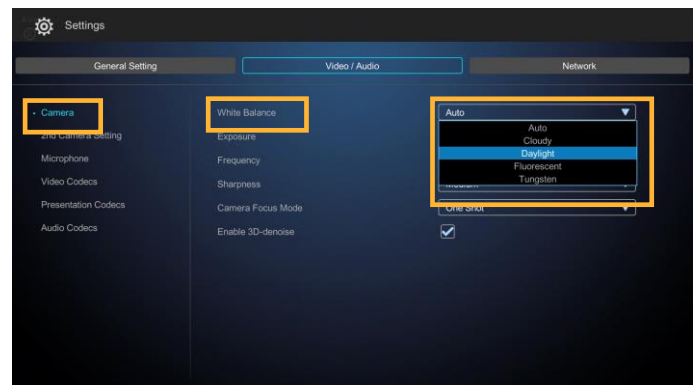 Settings
General Setting
Video / Audio
Network
Camera
2nd Camera Setting
Microphone
Video Codecs
Presentation Codecs
Audio Codecs
White Balance
Exposure
Frequency
Sharpness
Camera Focus Mode
Enable 3D-denoise
Auto
Auto
Cloudy
Daylight
Fluorescent
Tungsten
Medium
One Shot